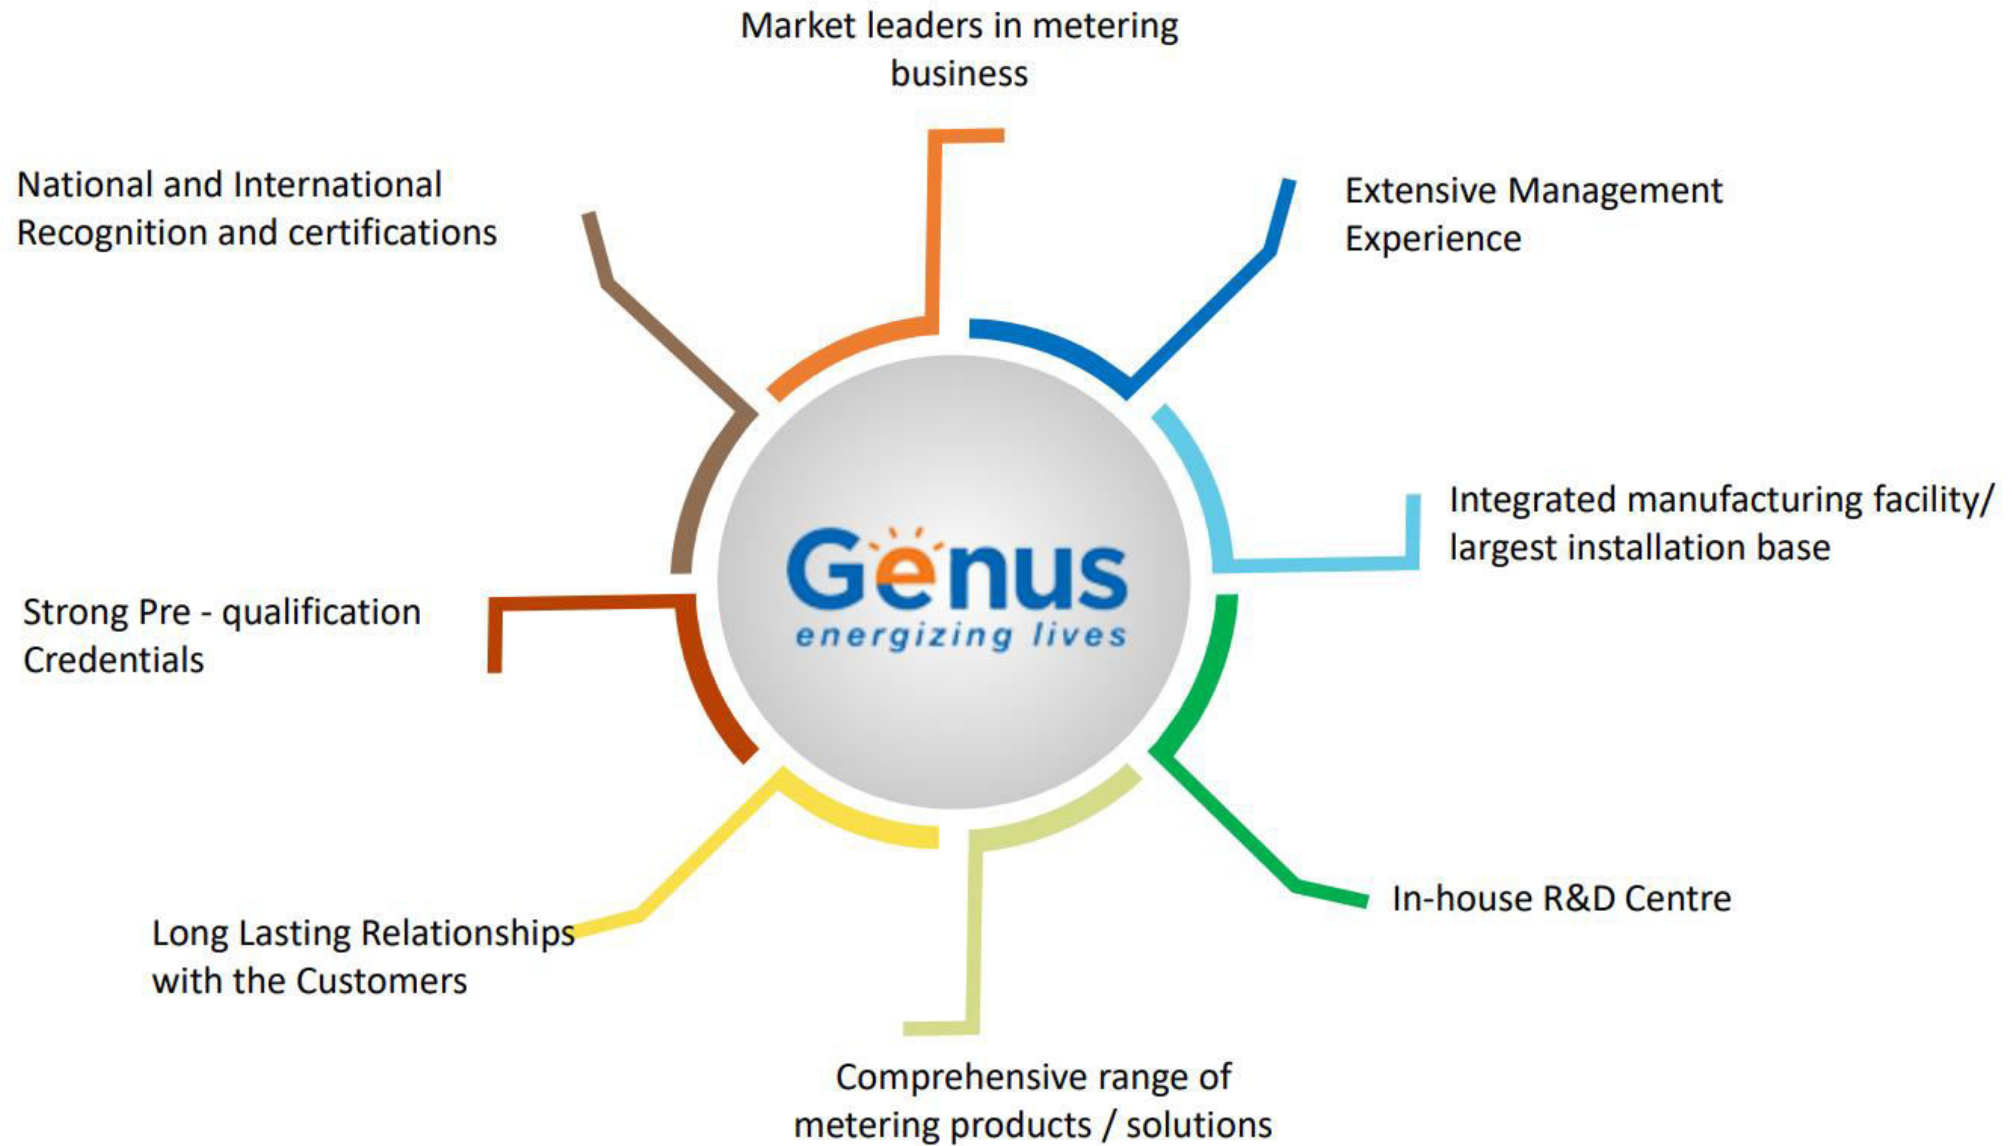 Market leaders in metering
business
National and International
Recognition and certifications
Extensive Management
Experience
Integrated manufacturing facility/
largest installation base
Genus
energizing lives
Strong Pre - qualification
Credentials
In-house R&D Centre
Long Lasting Relationships
with the Customers
Comprehensive range of
metering products / solutions